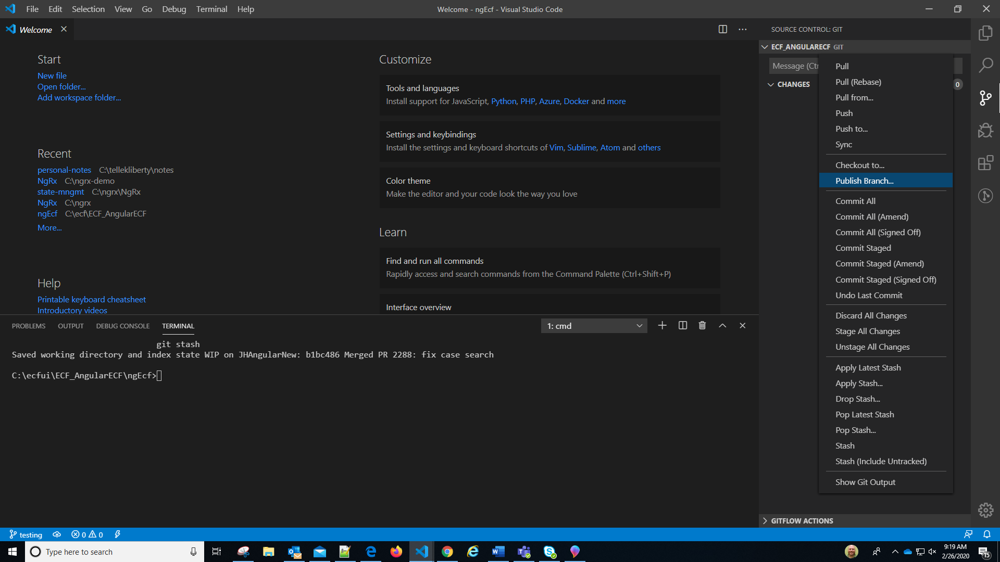 File Edit Selection View Go Debug Terminal Help
Welcome - ngEcf - Visual Studio Code
Welcome
Start
New file
Open folder...
Add workspace folder...
Recent
personal-notes C:\tellekliberty\notes
NgRx C:\ngrx-demo
state-mngmt C:\ngrx\NgRx
NgRx C:\ngrx
ngEcf C:\ecf\ECF_AngularECF
More...
Help
Printable keyboard cheatsheet
Introductory videos
Customize
Tools and languages
Install support for JavaScript, Python, PHP, Azure, Docker and more
Settings and keybindings
Install the settings and keyboard shortcuts of Vim, Sublime, Atom and others
Color theme
Make the editor and your code look the way you love
Learn
Find and run all commands
Rapidly access and search commands from the Command Palette (Ctrl+Shift+P)
Interface overview
SOURCE CONTROL: GIT
ECF_ANGULARECF GIT
Message (Ctr
CHANGES
0
Pull
Pull (Rebase)
Pull from...
Push
Push to...
Sync
Checkout to...
Publish Branch...
Commit All
Commit All (Amend)
Commit All (Signed Off)
Commit Staged
Commit Staged (Amend)
Commit Staged (Signed Off)
Undo Last Commit
Discard All Changes
Stage All Changes
Unstage All Changes
Apply Latest Stash
Apply Stash...
Drop Stash...
Pop Latest Stash
Pop Stash...
Stash
Stash (Include Untracked)
Show Git Output
GITFLOW ACTIONS
PROBLEMS OUTPUT DEBUG CONSOLE TERMINAL
1: cmd
git stash
Saved working directory and index state WIP on JHAngularNew: b1bc486 Merged PR 2288: fix case search
C:\ecfui\ECF_AngularECF\ngEcf>
testing 0 0
Type here to search
9:19 AM
2/26/2020
15